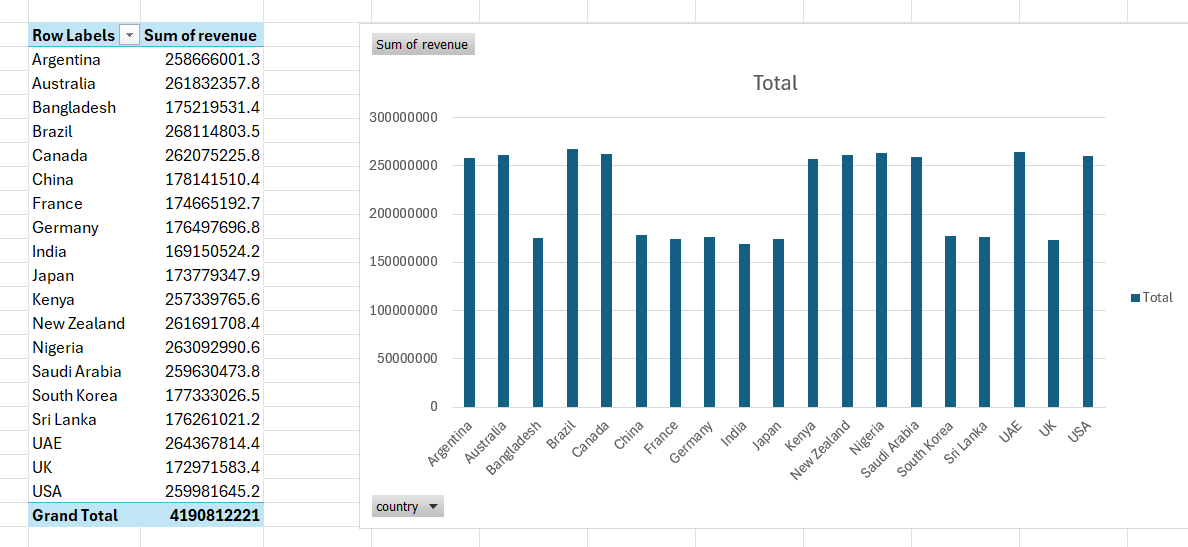 Row Labels Sum of revenue
Argentina 258666001.3
Australia 261832357.8
Bangladesh 175219531.4
Brazil 268114803.5
Canada 262075225.8
China 178141510.4
France 174665192.7
Germany 176497696.8
India 169150524.2
Japan 173779347.9
Kenya 257339765.6
New Zealand 261691708.4
Nigeria 263092990.6
Saudi Arabia 259630473.8
South Korea 177333026.5
Sri Lanka 176261021.2
UAE 264367814.4
UK 172971583.4
USA 259981645.2
Grand Total 4190812221
Sum of revenue
Total
300000000
250000000
200000000
150000000
100000000
50000000
0
Argentina
Australia
Bangladesh
Brazil
Canada
China
France
Germany
India
Japan
Kenya
New Zealand
Nigeria
Saudi Arabia
South Korea
Sri Lanka
UAE
UK
USA
Total
country